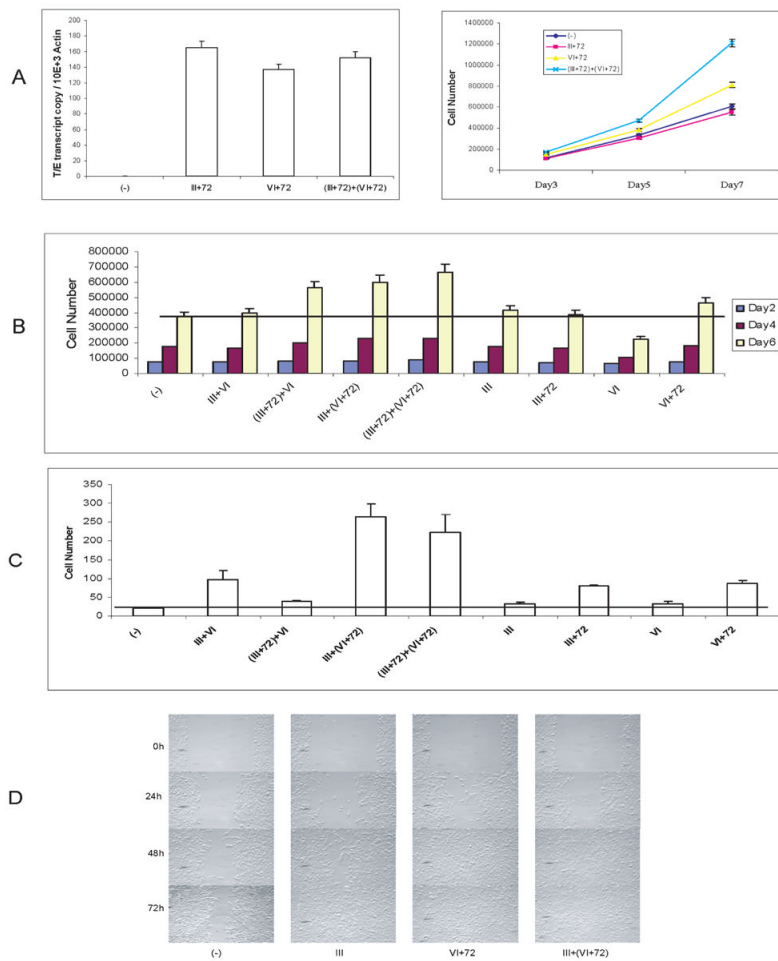 A
T/E transcript copy / 10E+3 Actin
180
160
140
120
100
80
60
40
20
0
(-)
II+72
VI+72
(II+72)+(VI+72)
Cell Number
1400000
1200000
1000000
800000
600000
400000
200000
0
(-)
III+72
VI+72
(III+72)+(VI+72)
Day3
Day5
Day7
B
Cell Number
800000
700000
600000
500000
400000
300000
200000
100000
0
(-)
III+VI
(III+72)+VI
III+(VI+72)
(III+72)+(VI+72)
III
III+72
VI
VI+72
Day2
Day4
Day6
C
Cell Number
350
300
250
200
150
100
50
0
(-)
III+VI
(III+72)+VI
III+(VI+72)
(III+72)+(VI+72)
III
III+72
VI
VI+72
D
0h
24h
48h
72h
(-)
III
VI+72
III+(VI+72)